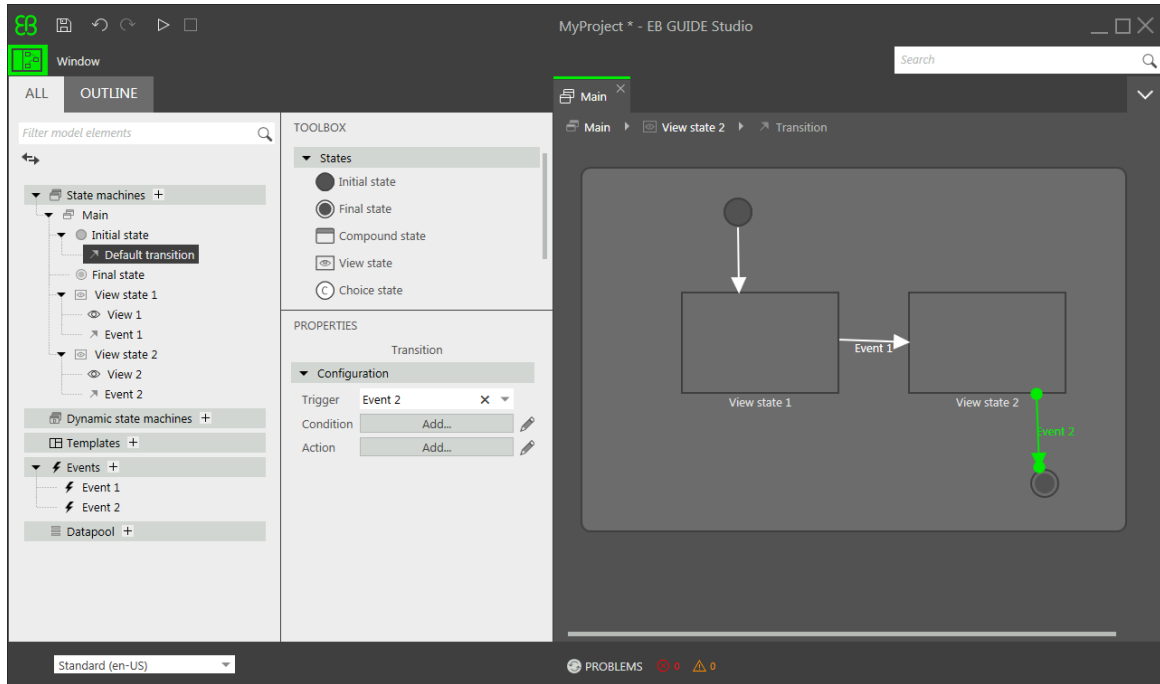 MyProject * - EB GUIDE Studio
Window
Search
ALL OUTLINE
Main
Filter model elements
State machines +
Main
Initial state
Default transition
Final state
View state 1
View 1
Event 1
View state 2
View 2
Event 2
Dynamic state machines +
Templates +
Events +
Event 1
Event 2
Datapool +
TOOLBOX
States
Initial state
Final state
Compound state
View state
C Choice state
PROPERTIES
Transition
Configuration
Trigger Event 2
Condition Add...
Action Add...
Main View state 2 Transition
Event 1
View state 1
View state 2
Event 2
Standard (en-US)
PROBLEMS 0 0